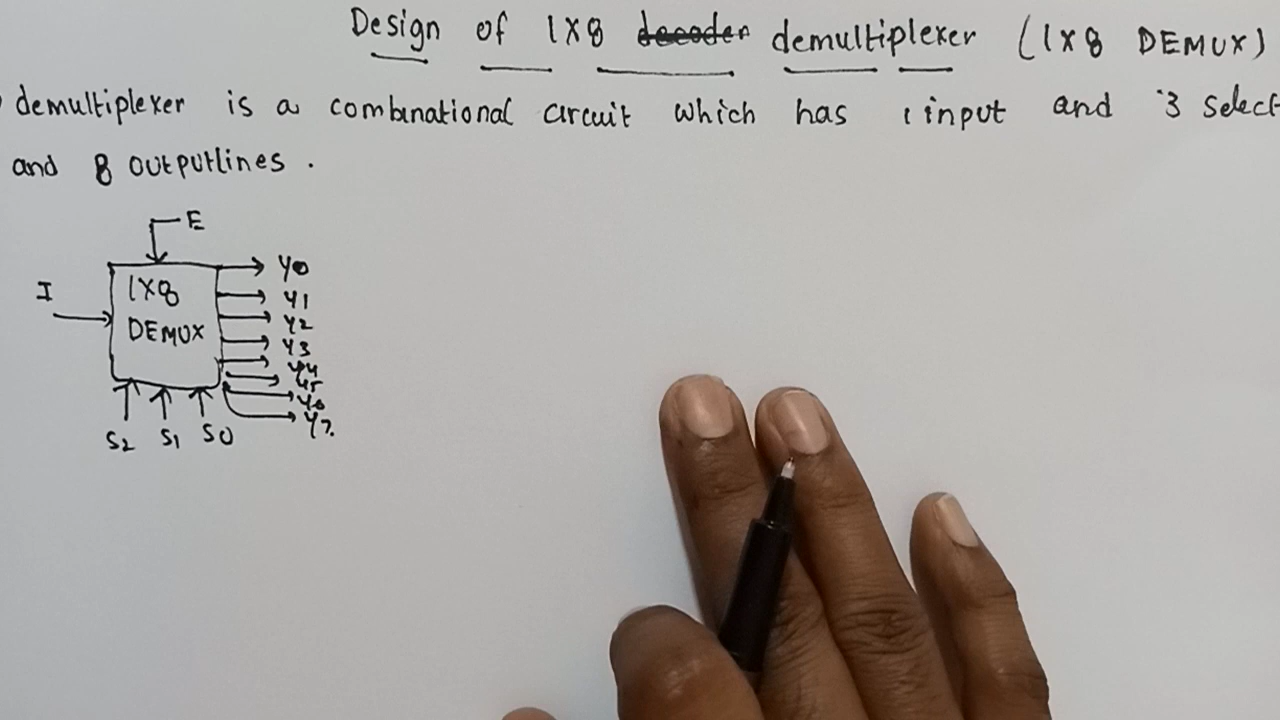 Design of 1X8 decoder demultiplexer (1X8 DEMUX)
demultiplexer is a combinational circuit which has 1 input and 3 select
and 8 outputlines.
E
I
1X8
DEMUX
Y0
Y1
Y2
Y3
Y4
Y5
Y6
Y7.
S2 S1 S0